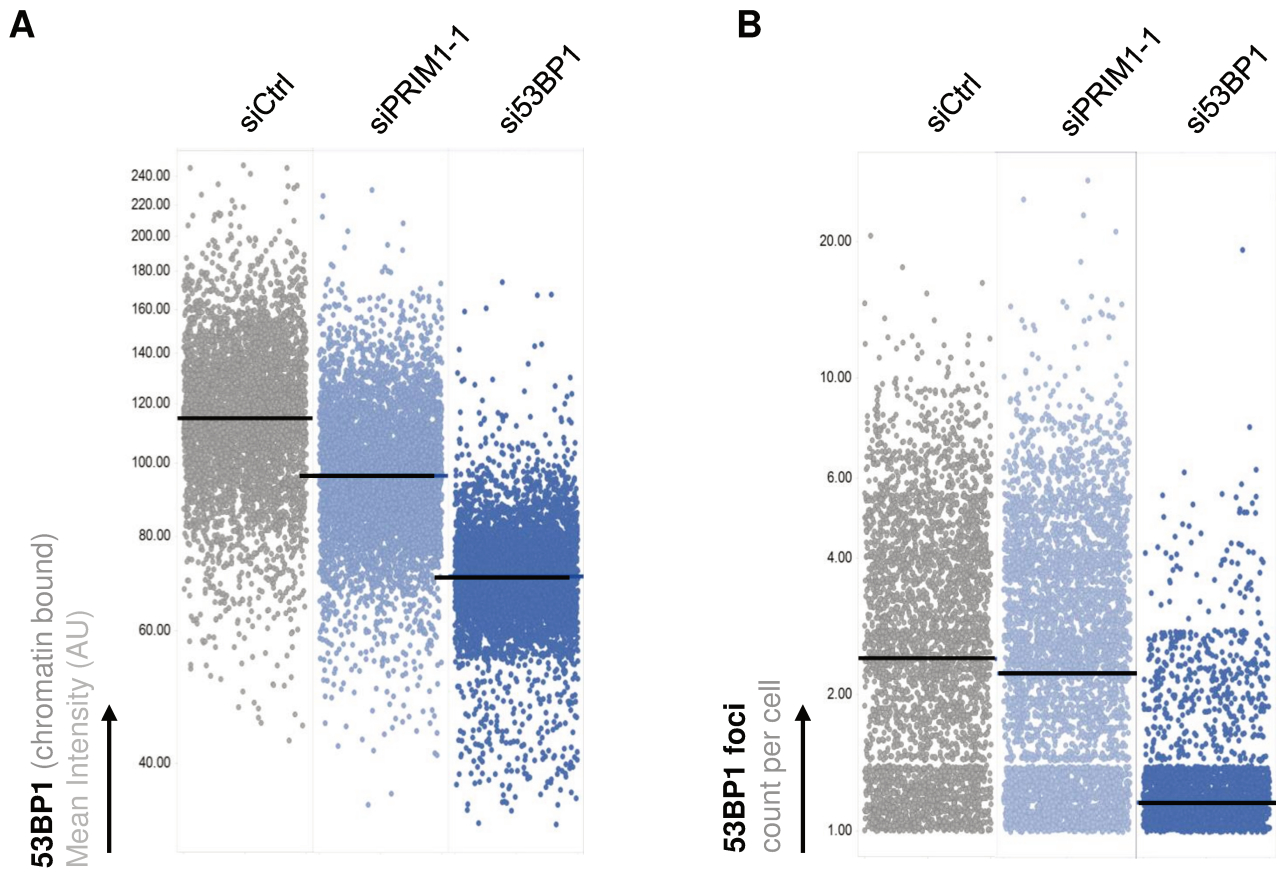 A
siCtrl
siPRIM1-1
si53BP1
240.00
220.00
200.00
180.00
160.00
140.00
120.00
100.00
80.00
60.00
40.00
53BP1 (chromatin bound)
Mean Intensity (AU)
B
siCtrl
siPRIM1-1
si53BP1
20.00
10.00
6.00
4.00
2.00
1.00
53BP1 foci
count per cell